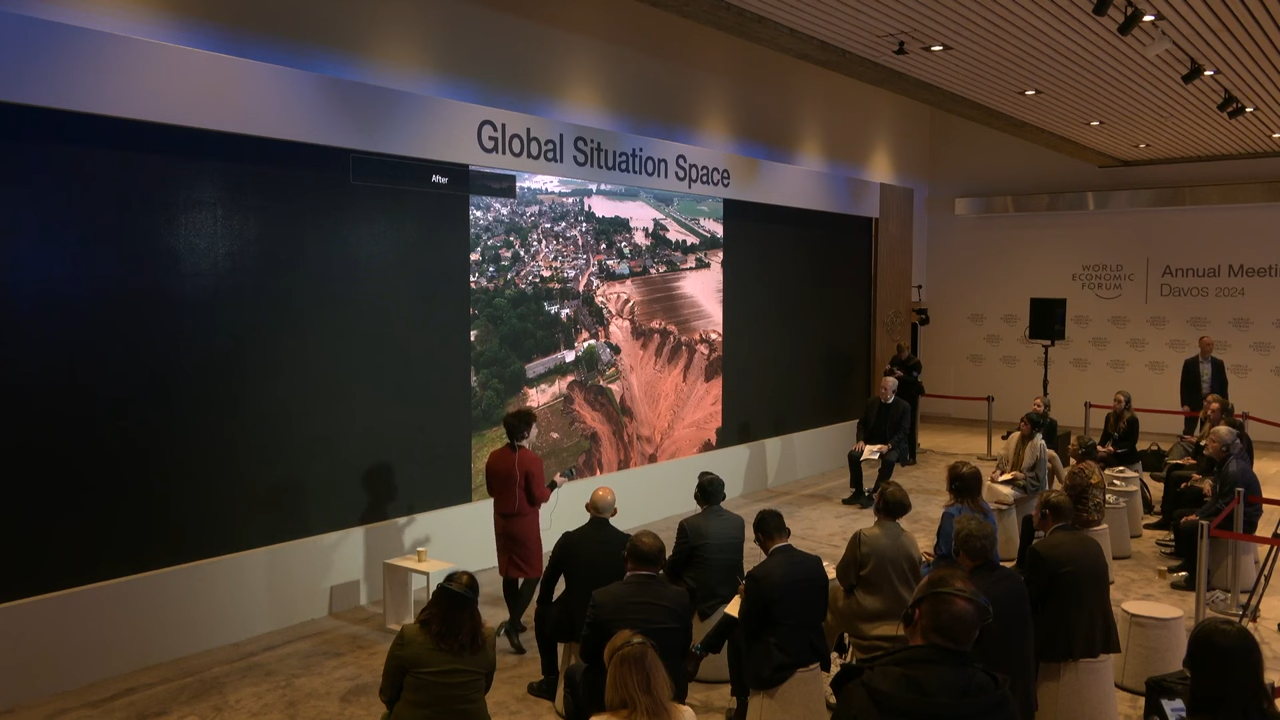 Global Situation Space
After
WORLD
ECONOMIC
FORUM
Annual Meeti
Davos 2024